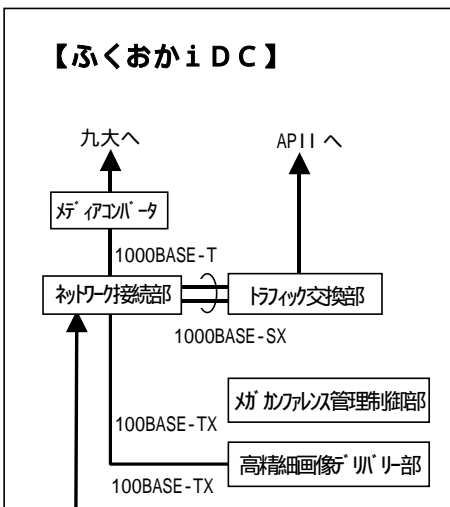 【ふくおかｉＤＣ】
九大へ
APII へ
ﾒﾃﾞｨｱｺﾝﾊﾞｰﾀ
1000BASE-T
ﾈｯﾄﾜｰｸ接続部
ﾄﾗﾌｨｯｸ交換部
1000BASE-SX
ﾒｶﾞｶﾝﾌｧﾚﾝｽ管理制御部
100BASE-TX
高精細画像ﾃﾞﾘﾊﾞﾘｰ部
100BASE-TX